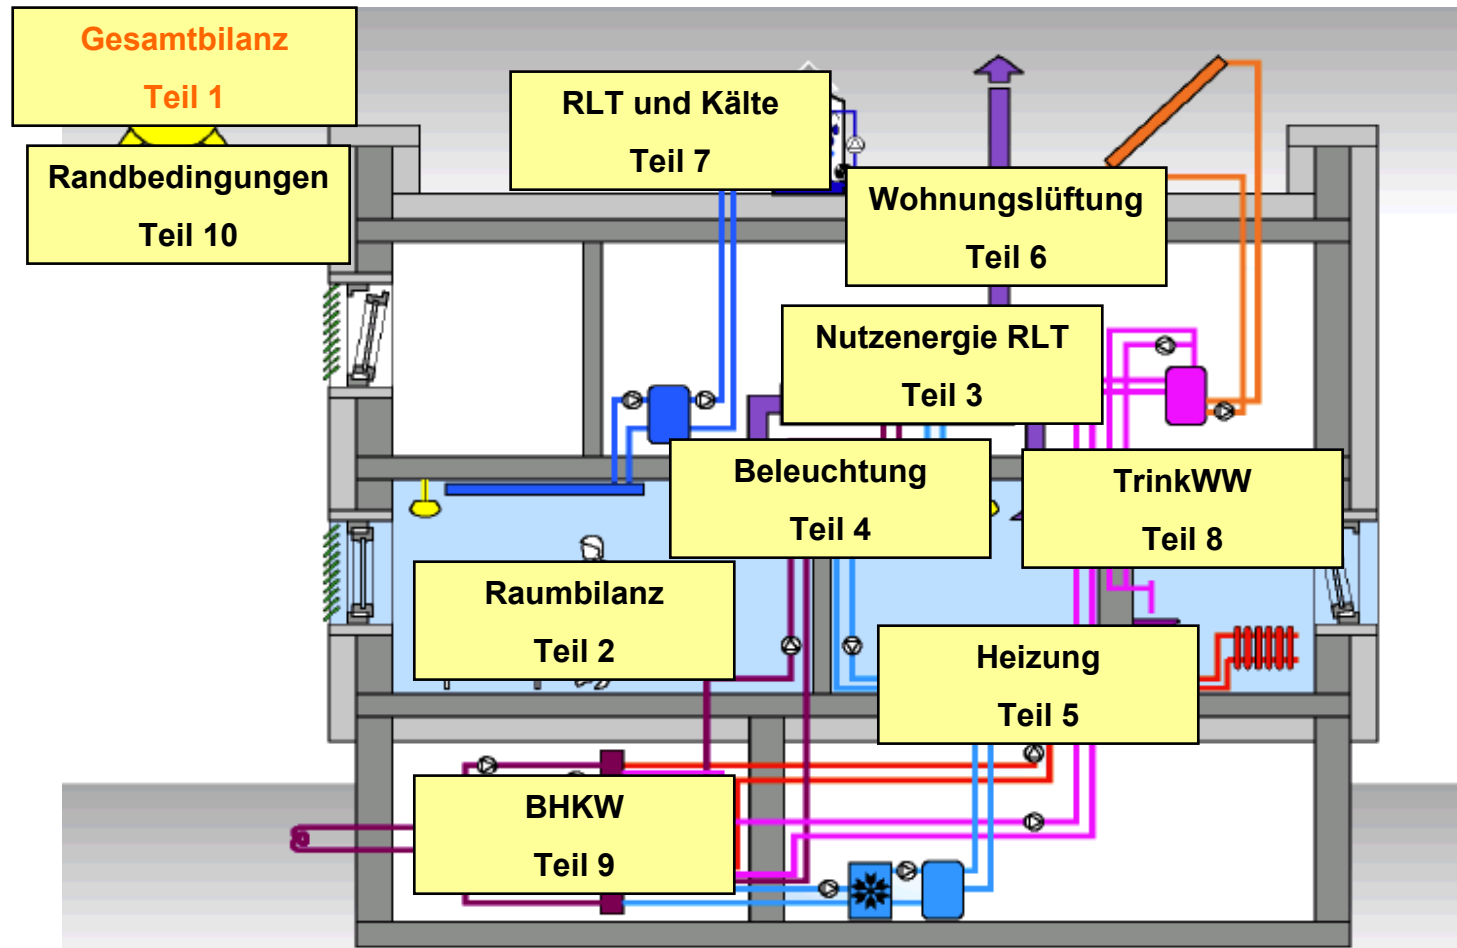 Gesamtbilanz
Teil 1
RLT und Kälte
Teil 7
Randbedingungen
Teil 10
Wohnungslüftung
Teil 6
Nutzenergie RLT
Teil 3
Beleuchtung
Teil 4
TrinkWW
Teil 8
Raumbilanz
Teil 2
Heizung
Teil 5
BHKW
Teil 9